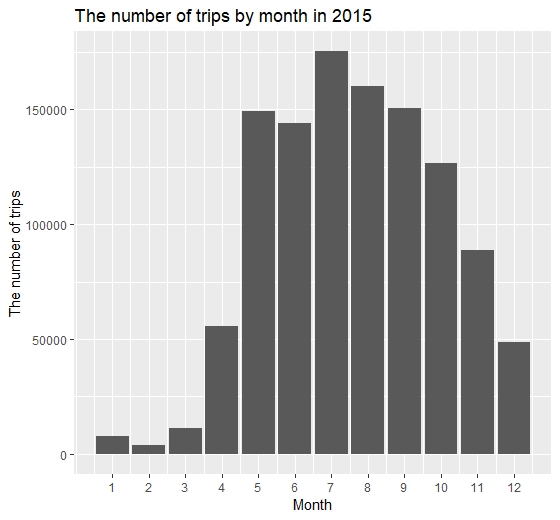 The number of trips by month in 2015
The number of trips
150000
100000
50000
0
1 2 3 4 5 6 7 8 9 10 11 12
Month